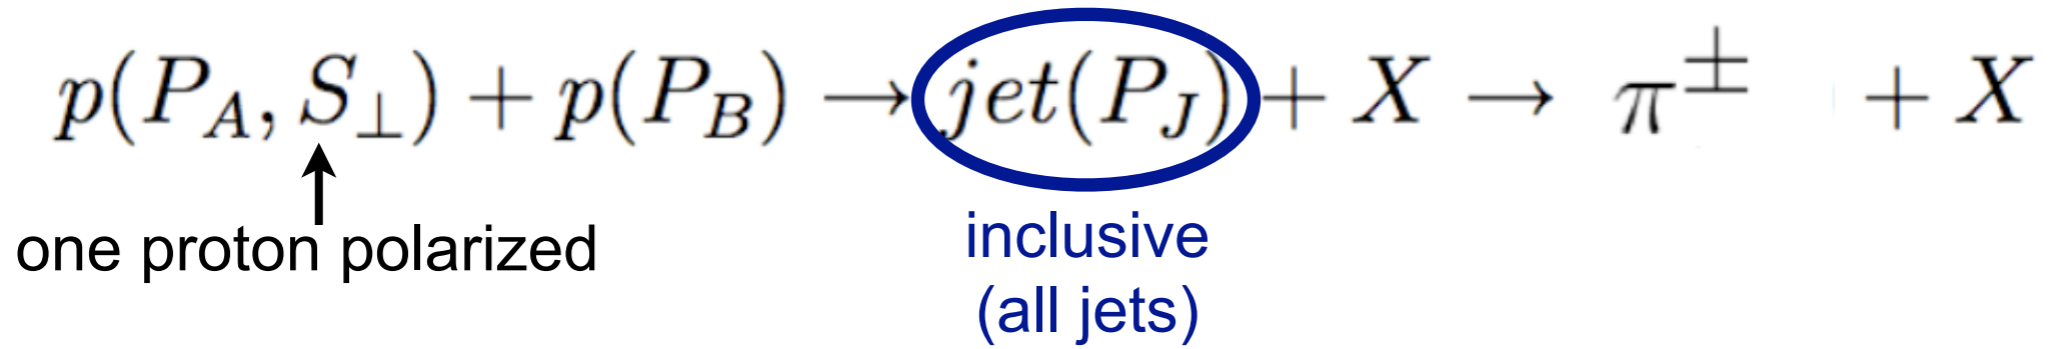 p(P_A, S_⊥) + p(P_B) → jet(P_J) + X → π^± + X
one proton polarized
inclusive
(all jets)